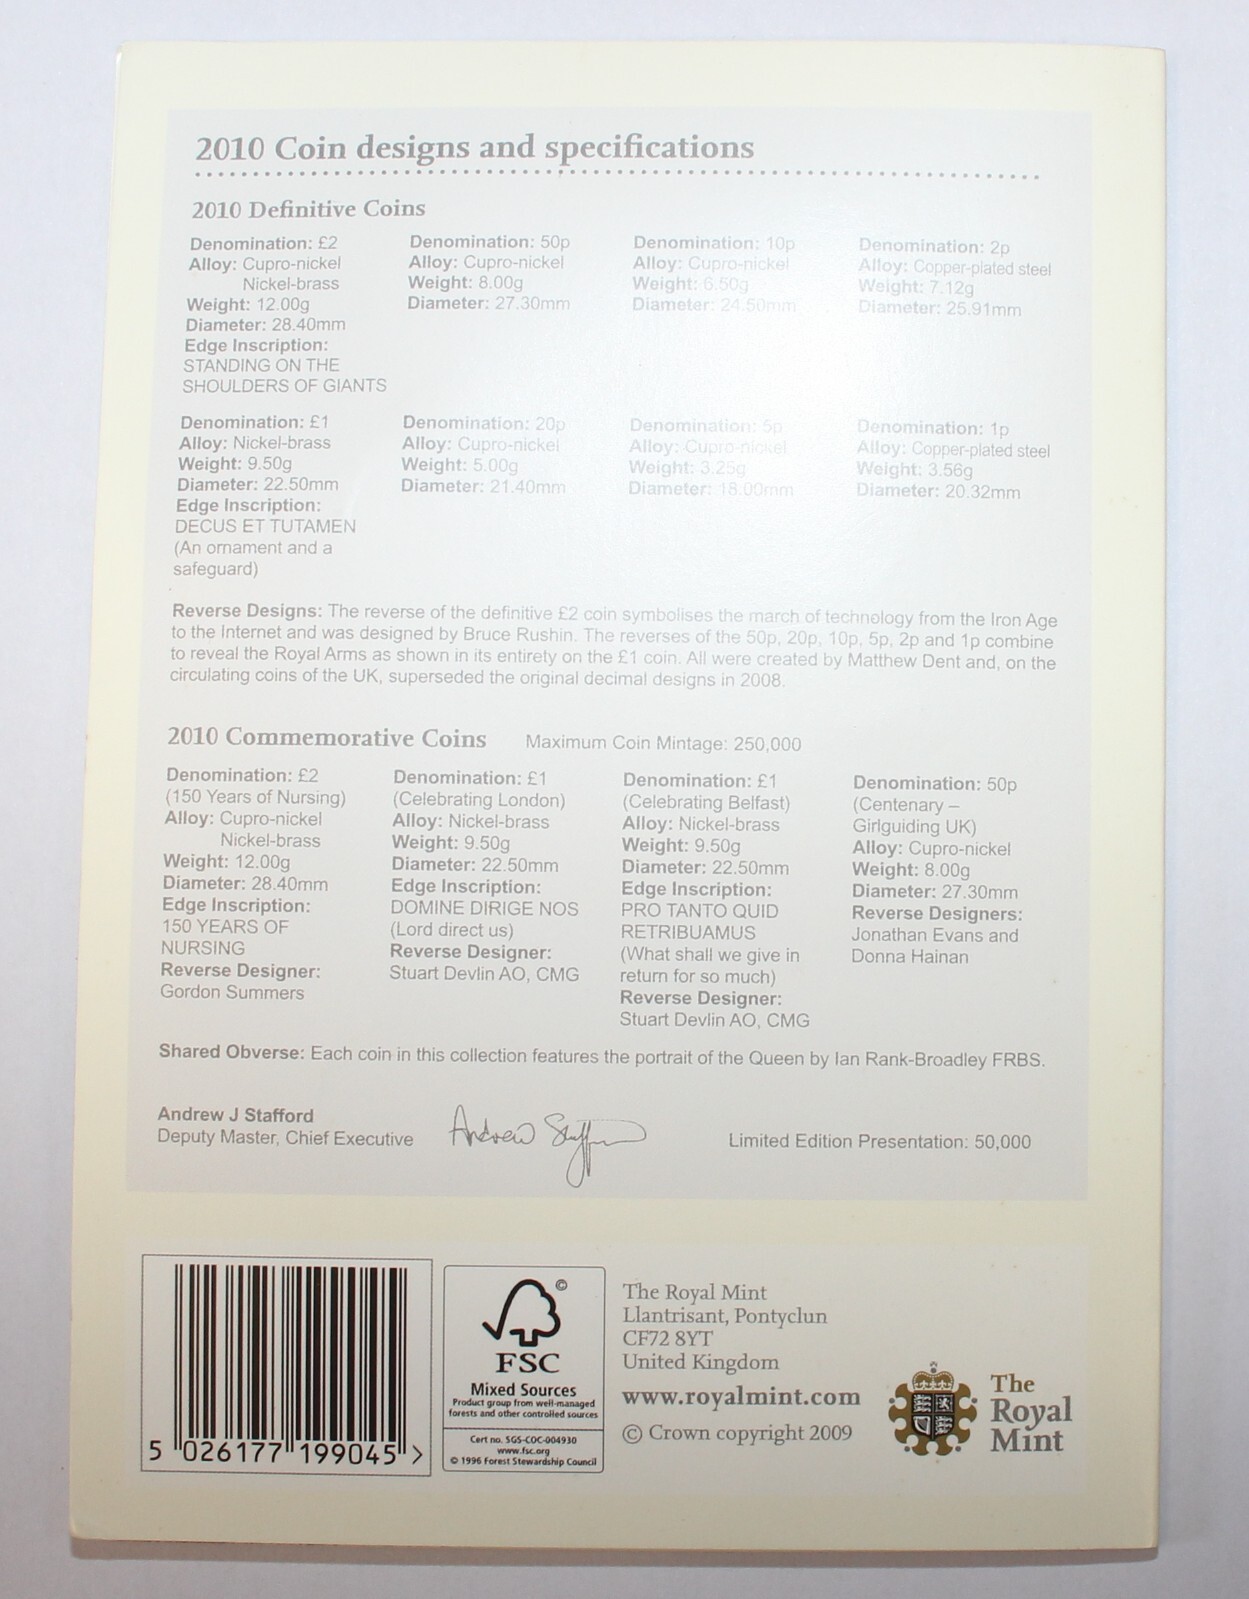 2010 Coin designs and specifications
2010 Definitive Coins
Denomination: £2
Alloy: Cupro-nickel
Nickel-brass
Weight: 12.00g
Diameter: 28.40mm
Edge Inscription:
STANDING ON THE
SHOULDERS OF GIANTS
Denomination: 50p
Alloy: Cupro-nickel
Weight: 8.00g
Diameter: 27.30mm
Denomination: 10p
Alloy: Cupro-nickel
Weight: 6.50g
Diameter: 24.50mm
Denomination: 2p
Alloy: Copper-plated steel
Weight: 7.12g
Diameter: 25.91mm
Denomination: £1
Alloy: Nickel-brass
Weight: 9.50g
Diameter: 22.50mm
Edge Inscription:
DECUS ET TUTAMEN
(An ornament and a
safeguard)
Denomination: 20p
Alloy: Cupro-nickel
Weight: 5.00g
Diameter: 21.40mm
Denomination: 5p
Alloy: Cupro-nickel
Weight: 3.25g
Diameter: 18.00mm
Denomination: 1p
Alloy: Copper-plated steel
Weight: 3.56g
Diameter: 20.32mm
Reverse Designs: The reverse of the definitive £2 coin symbolises the march of technology from the Iron Age
to the Internet and was designed by Bruce Rushin. The reverses of the 50p, 20p, 10p, 5p, 2p and 1p combine
to reveal the Royal Arms as shown in its entirety on the £1 coin. All were created by Matthew Dent and, on the
circulating coins of the UK, superseded the original decimal designs in 2008.
2010 Commemorative Coins Maximum Coin Mintage: 250,000
Denomination: £2
(150 Years of Nursing)
Alloy: Cupro-nickel
Nickel-brass
Weight: 12.00g
Diameter: 28.40mm
Edge Inscription:
150 YEARS OF
NURSING
Reverse Designer:
Gordon Summers
Denomination: £1
(Celebrating London)
Alloy: Nickel-brass
Weight: 9.50g
Diameter: 22.50mm
Edge Inscription:
DOMINE DIRIGE NOS
(Lord direct us)
Reverse Designer:
Stuart Devlin AO, CMG
Denomination: £1
(Celebrating Belfast)
Alloy: Nickel-brass
Weight: 9.50g
Diameter: 22.50mm
Edge Inscription:
PRO TANTO QUID
RETRIBUAMUS
(What shall we give in
return for so much)
Reverse Designer:
Stuart Devlin AO, CMG
Denomination: 50p
(Centenary –
Girlguiding UK)
Alloy: Cupro-nickel
Weight: 8.00g
Diameter: 27.30mm
Reverse Designers:
Jonathan Evans and
Donna Hainan
Shared Obverse: Each coin in this collection features the portrait of the Queen by Ian Rank-Broadley FRBS.
Andrew J Stafford
Deputy Master, Chief Executive
Andrew Stafford
Limited Edition Presentation: 50,000
5 026177 199045 >
©
FSC
Mixed Sources
Product group from well-managed
forests and other controlled sources
Cert no. SGS-COC-004930
www.fsc.org
© 1996 Forest Stewardship Council
The Royal Mint
Llantrisant, Pontyclun
CF72 8YT
United Kingdom
www.royalmint.com
© Crown copyright 2009
The
Royal
Mint